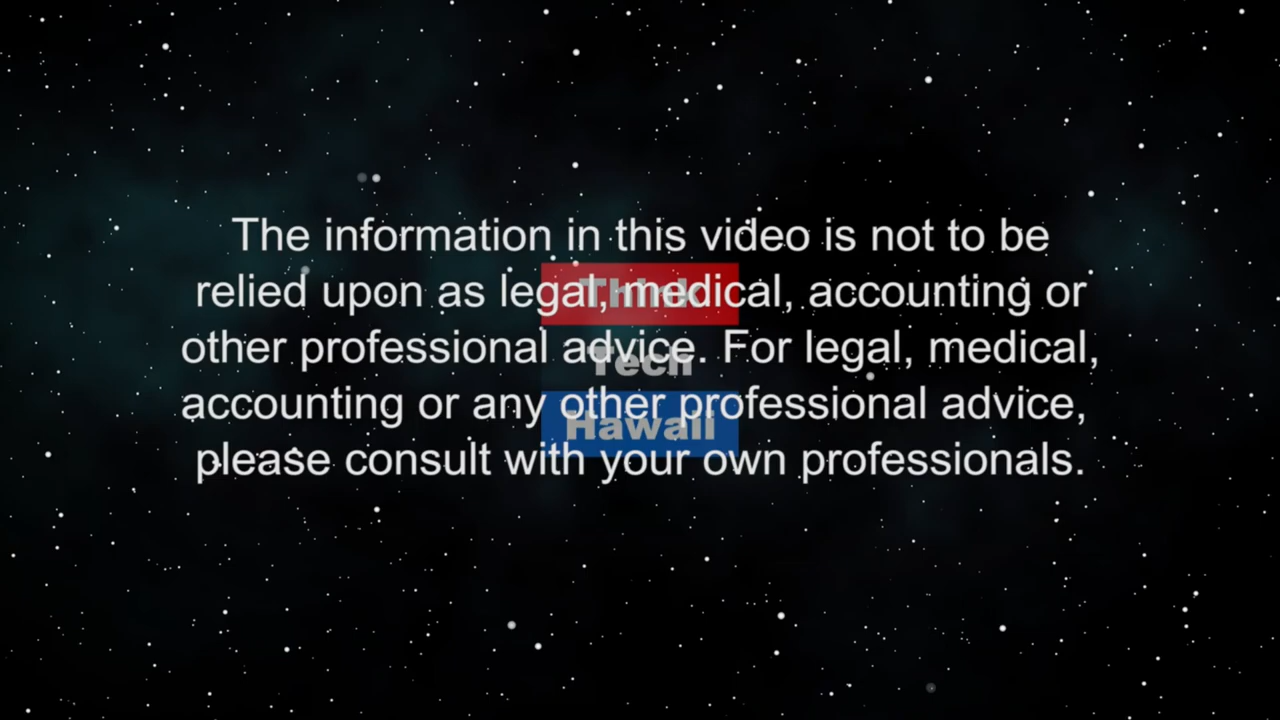 The information in this video is not to be
relied upon as legal, medical, accounting or
other professional advice. For legal, medical,
accounting or any other professional advice,
please consult with your own professionals.
Think
Tech
Hawaii